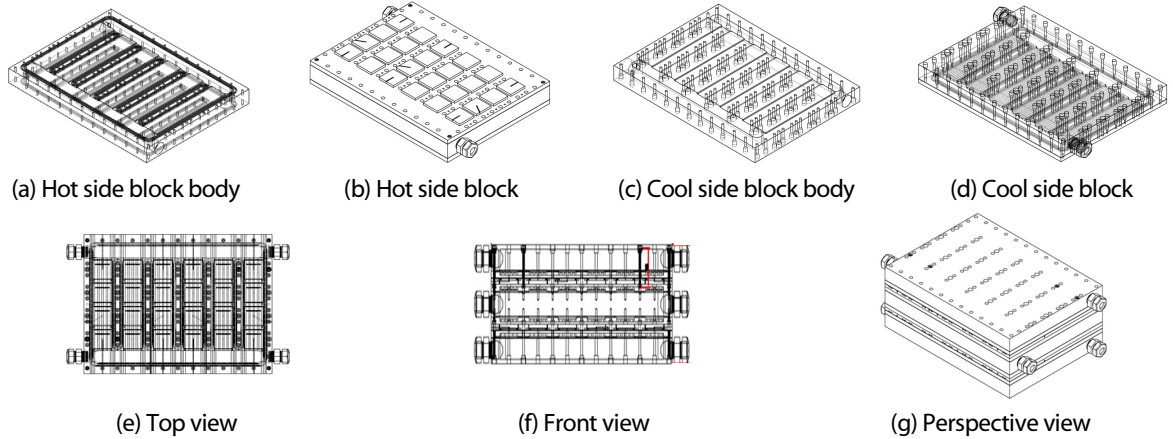 (a) Hot side block body
(b) Hot side block
(c) Cool side block body
(d) Cool side block
(e) Top view
(f) Front view
(g) Perspective view